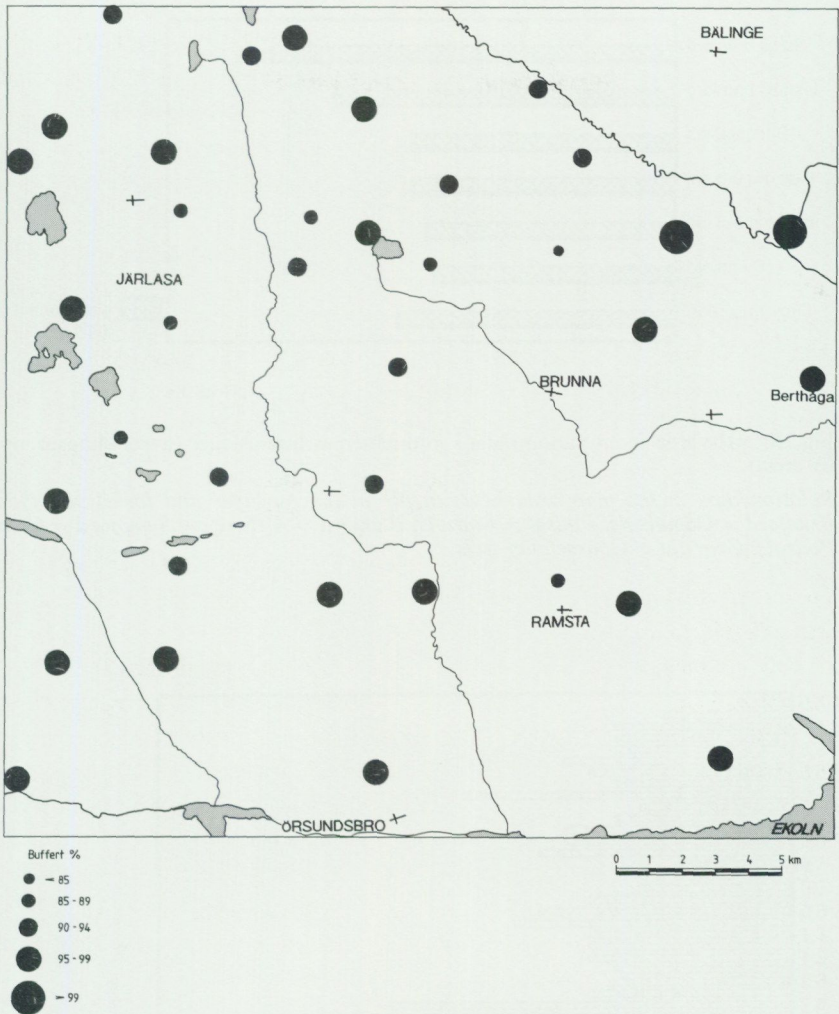 BÄLINGE
JÄRLASA
BRUNNA
Berthåga
RAMSTA
ÖRSUNDSBRO
EKOLN
Buffert %
0 1 2 3 4 5 km
< 85
85-89
90-94
95-99
> 99